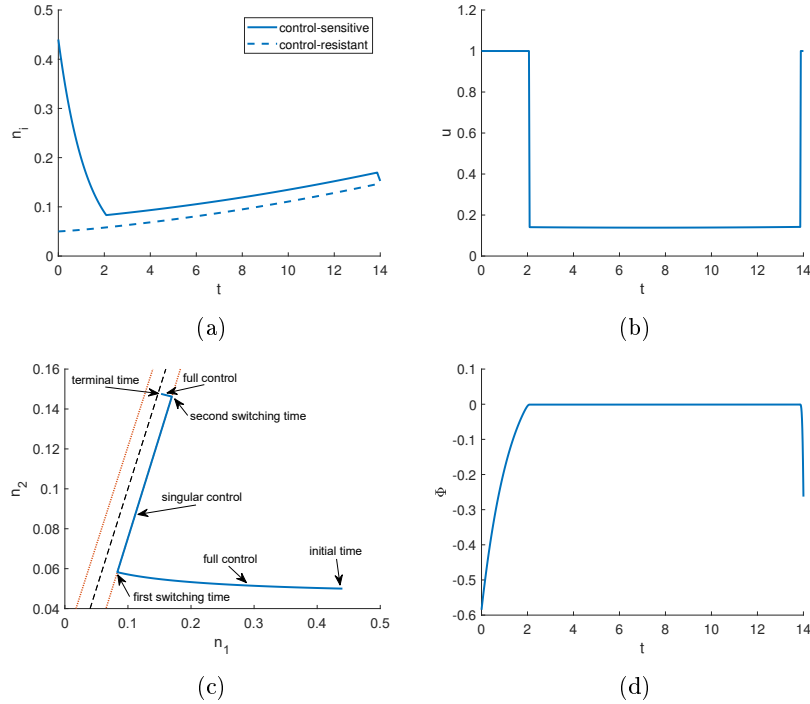 0.5
0.4
0.3
0.2
0.1
0
n_i
0 2 4 6 8 10 12 14
t
control-sensitive
control-resistant
(a)
1.2
1
0.8
0.6
0.4
0.2
0
u
0 2 4 6 8 10 12 14
t
(b)
0.16
0.14
0.12
0.1
0.08
0.06
0.04
n_2
terminal time
full control
second switching time
singular control
full control
initial time
first switching time
0 0.1 0.2 0.3 0.4 0.5
n_1
(c)
0.1
0
-0.1
-0.2
-0.3
-0.4
-0.5
-0.6
Φ
0 2 4 6 8 10 12 14
t
(d)